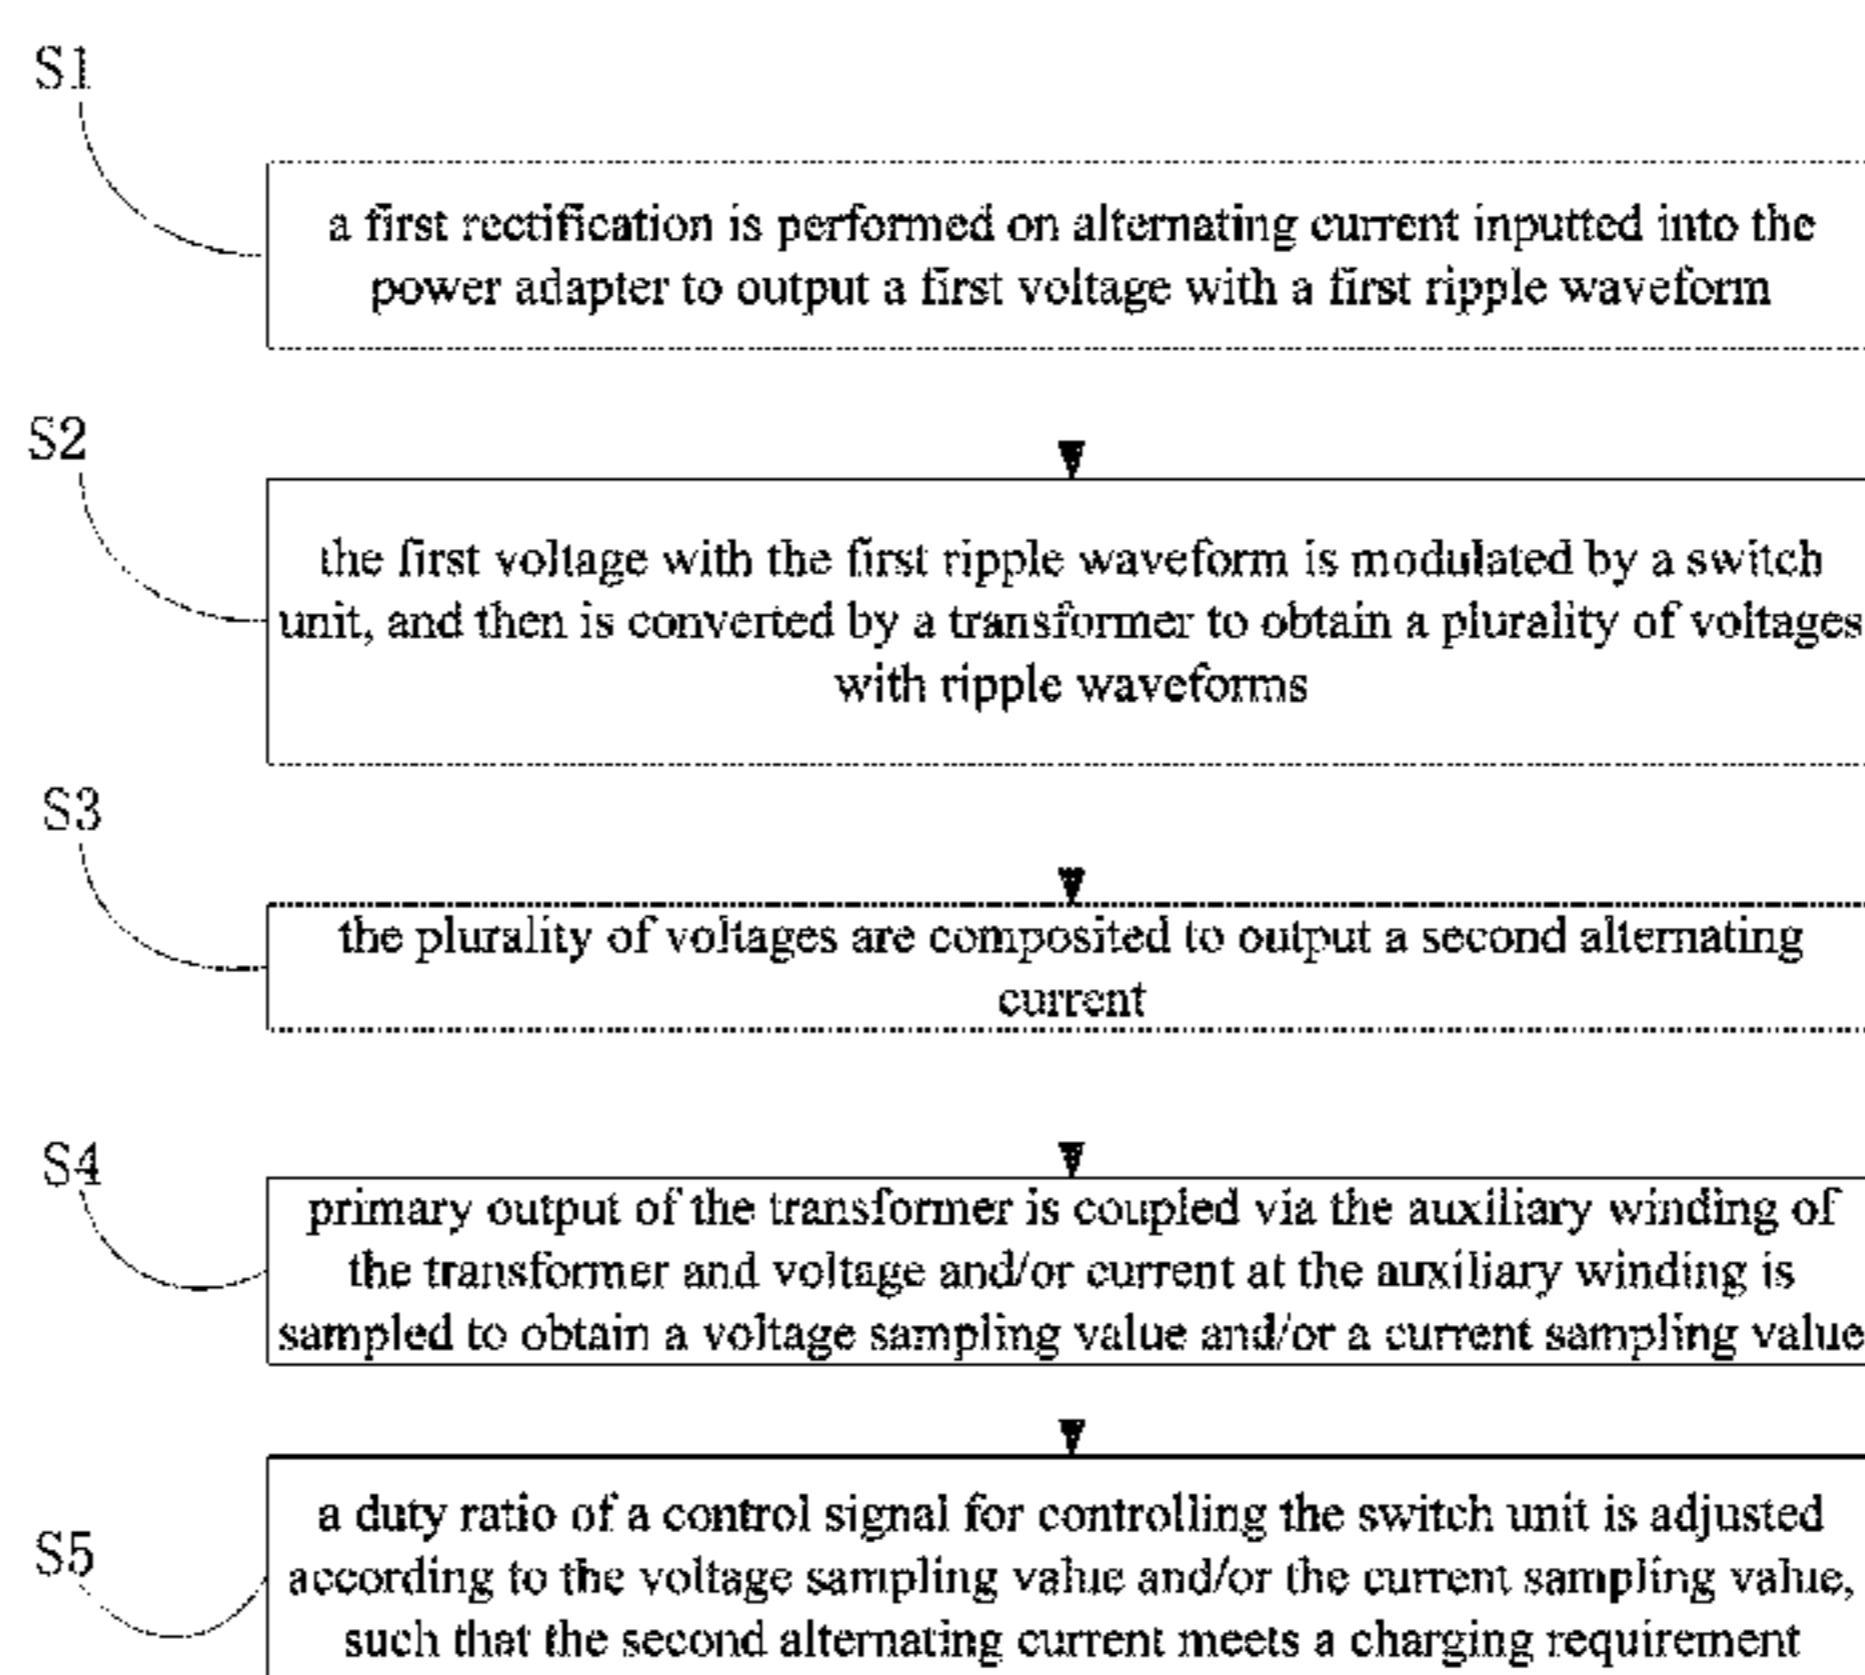 S1
a first rectification is performed on alternating current inputted into the
power adapter to output a first voltage with a first ripple waveform
S2
the first voltage with the first ripple waveform is modulated by a switch
unit, and then is converted by a transformer to obtain a plurality of voltages
with ripple waveforms
S3
the plurality of voltages are composited to output a second alternating
current
S4
primary output of the transformer is coupled via the auxiliary winding of
the transformer and voltage and/or current at the auxiliary winding is
sampled to obtain a voltage sampling value and/or a current sampling value
S5
a duty ratio of a control signal for controlling the switch unit is adjusted
according to the voltage sampling value and/or the current sampling value,
such that the second alternating current meets a charging requirement